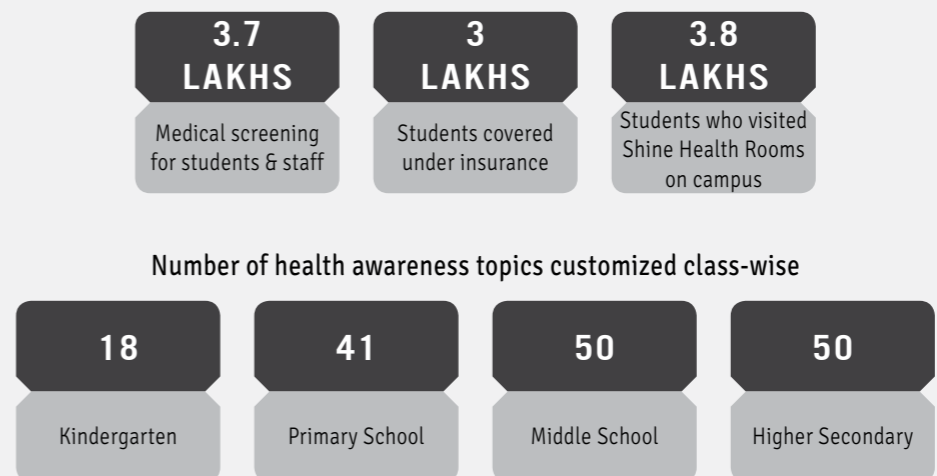 3.7
LAKHS
Medical screening
for students & staff
3
LAKHS
Students covered
under insurance
3.8
LAKHS
Students who visited
Shine Health Rooms
on campus
Number of health awareness topics customized class-wise
18
Kindergarten
41
Primary School
50
Middle School
50
Higher Secondary